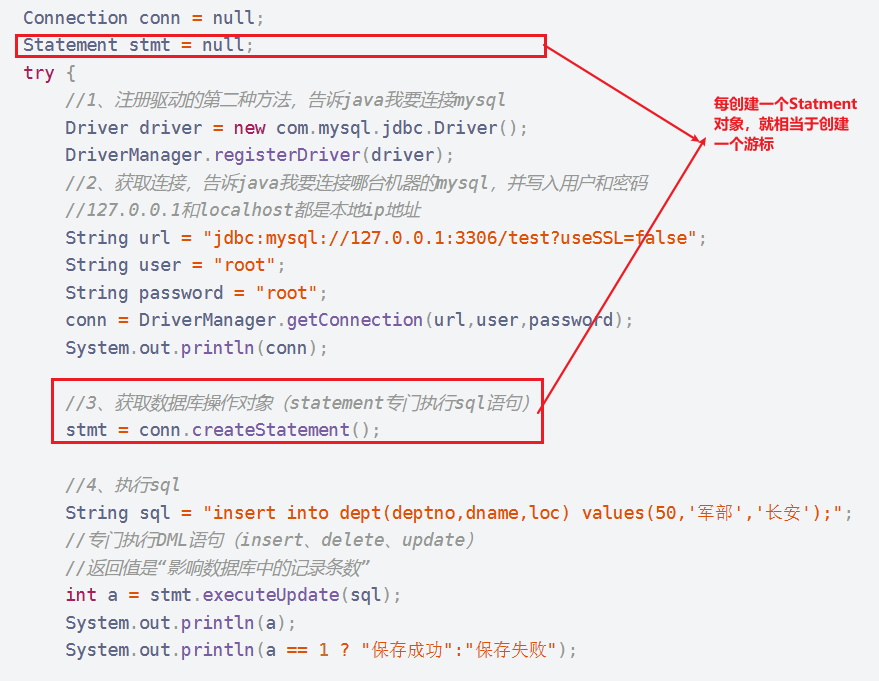 Connection conn = null;
Statement stmt = null;
try {
//1、注册驱动的第二种方法，告诉java我要连接mysql
Driver driver = new com.mysql.jdbc.Driver();
DriverManager.registerDriver(driver);
//2、获取连接，告诉java我要连接哪台机器的mysql，并写入用户和密码
//127.0.0.1和localhost都是本地ip地址
String url = "jdbc:mysql://127.0.0.1:3306/test?useSSL=false";
String user = "root";
String password = "root";
conn = DriverManager.getConnection(url,user,password);
System.out.println(conn);
//3、获取数据库操作对象（statement专门执行sql语句）
stmt = conn.createStatement();
//4、执行sql
String sql = "insert into dept(deptno,dname,loc) values(50,'军部','长安');";
//专门执行DML语句（insert、delete、update）
//返回值是“影响数据库中的记录条数”
int a = stmt.executeUpdate(sql);
System.out.println(a);
System.out.println(a == 1 ? "保存成功":"保存失败");
每创建一个Statment
对象，就相当于创建
一个游标